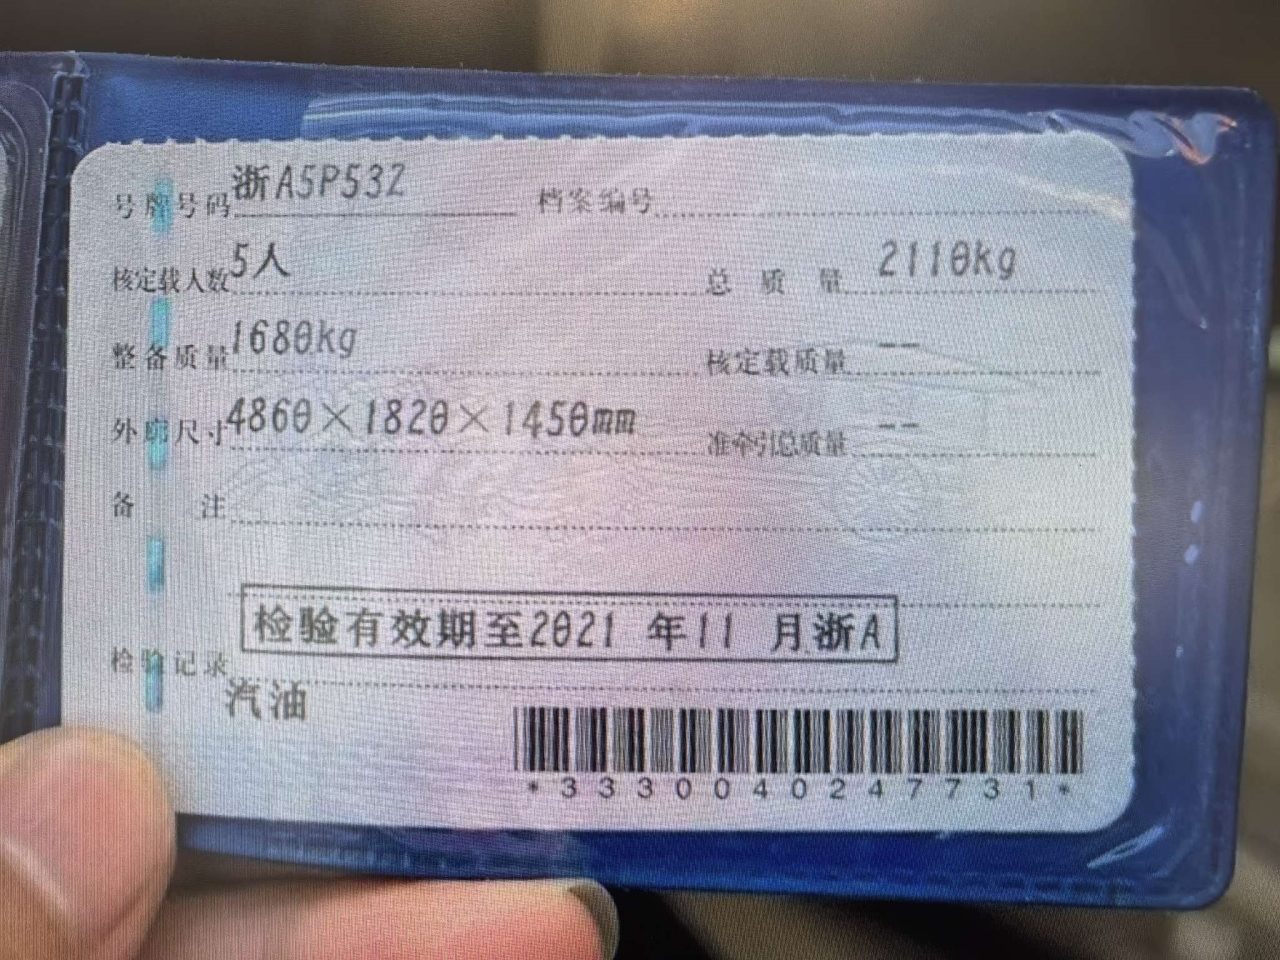 号牌号码 浙A5P532 档案编号
核定载人数 5人 总质量 2110kg
整备质量 1680kg 核定载质量 --
外廓尺寸 4860×1820×1450mm 准牵引总质量 --
备注
检验有效期至2021 年11 月浙A
检验记录
汽油
*3330040247731*